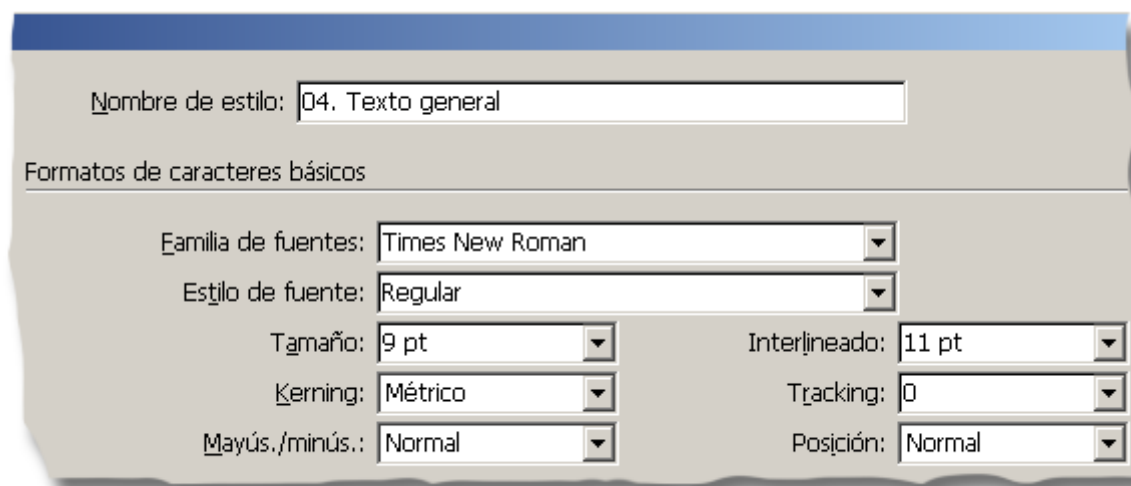 Nombre de estilo: 04. Texto general
Formatos de caracteres básicos
Familia de fuentes: Times New Roman
Estilo de fuente: Regular
Tamaño: 9 pt Interlineado: 11 pt
Kerning: Métrico Tracking: 0
Mayús./minús.: Normal Posición: Normal